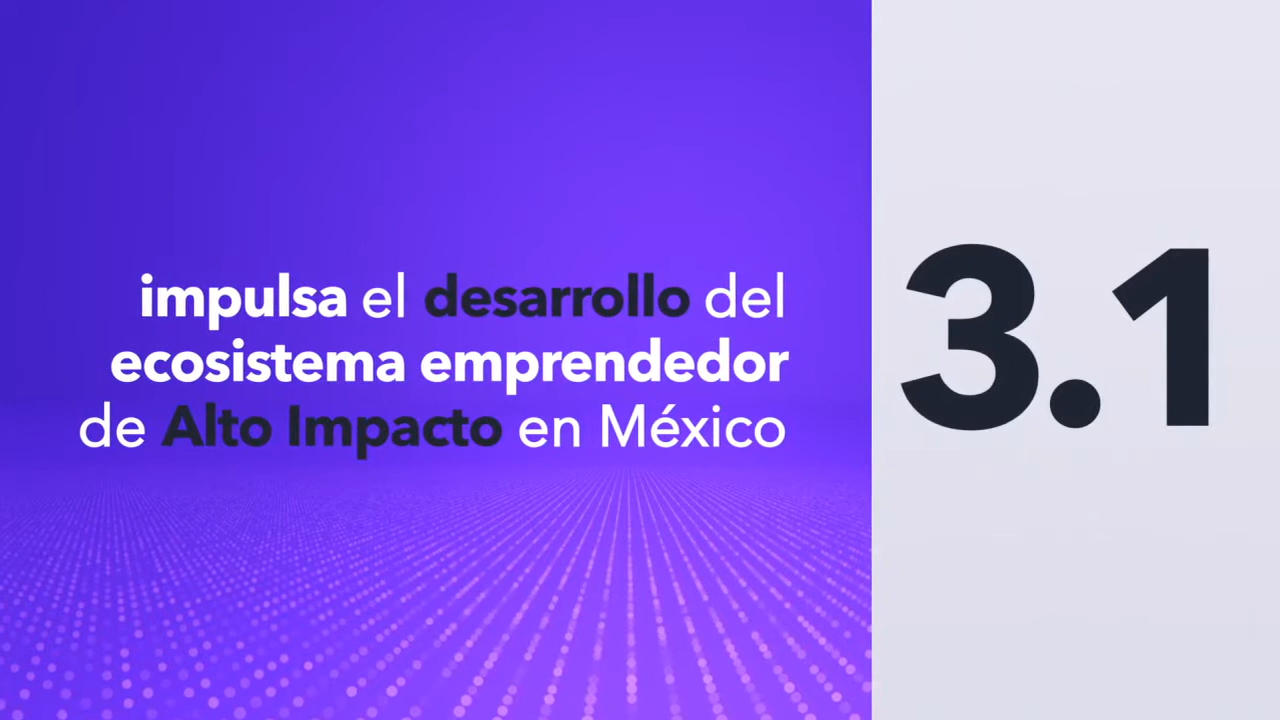 impulsa el desarrollo del
ecosistema emprendedor
de Alto Impacto en México
3.1